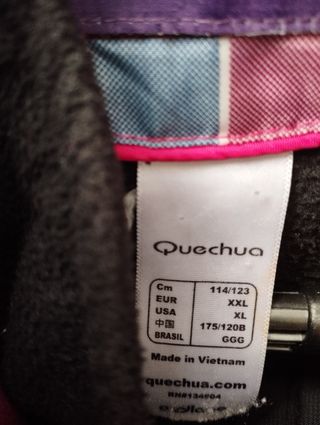 Quechua
Cm 114/123
EUR XXL
USA XL
中国 175/120B
BRASIL GGG
Made in Vietnam
quechua.com
RN#134604